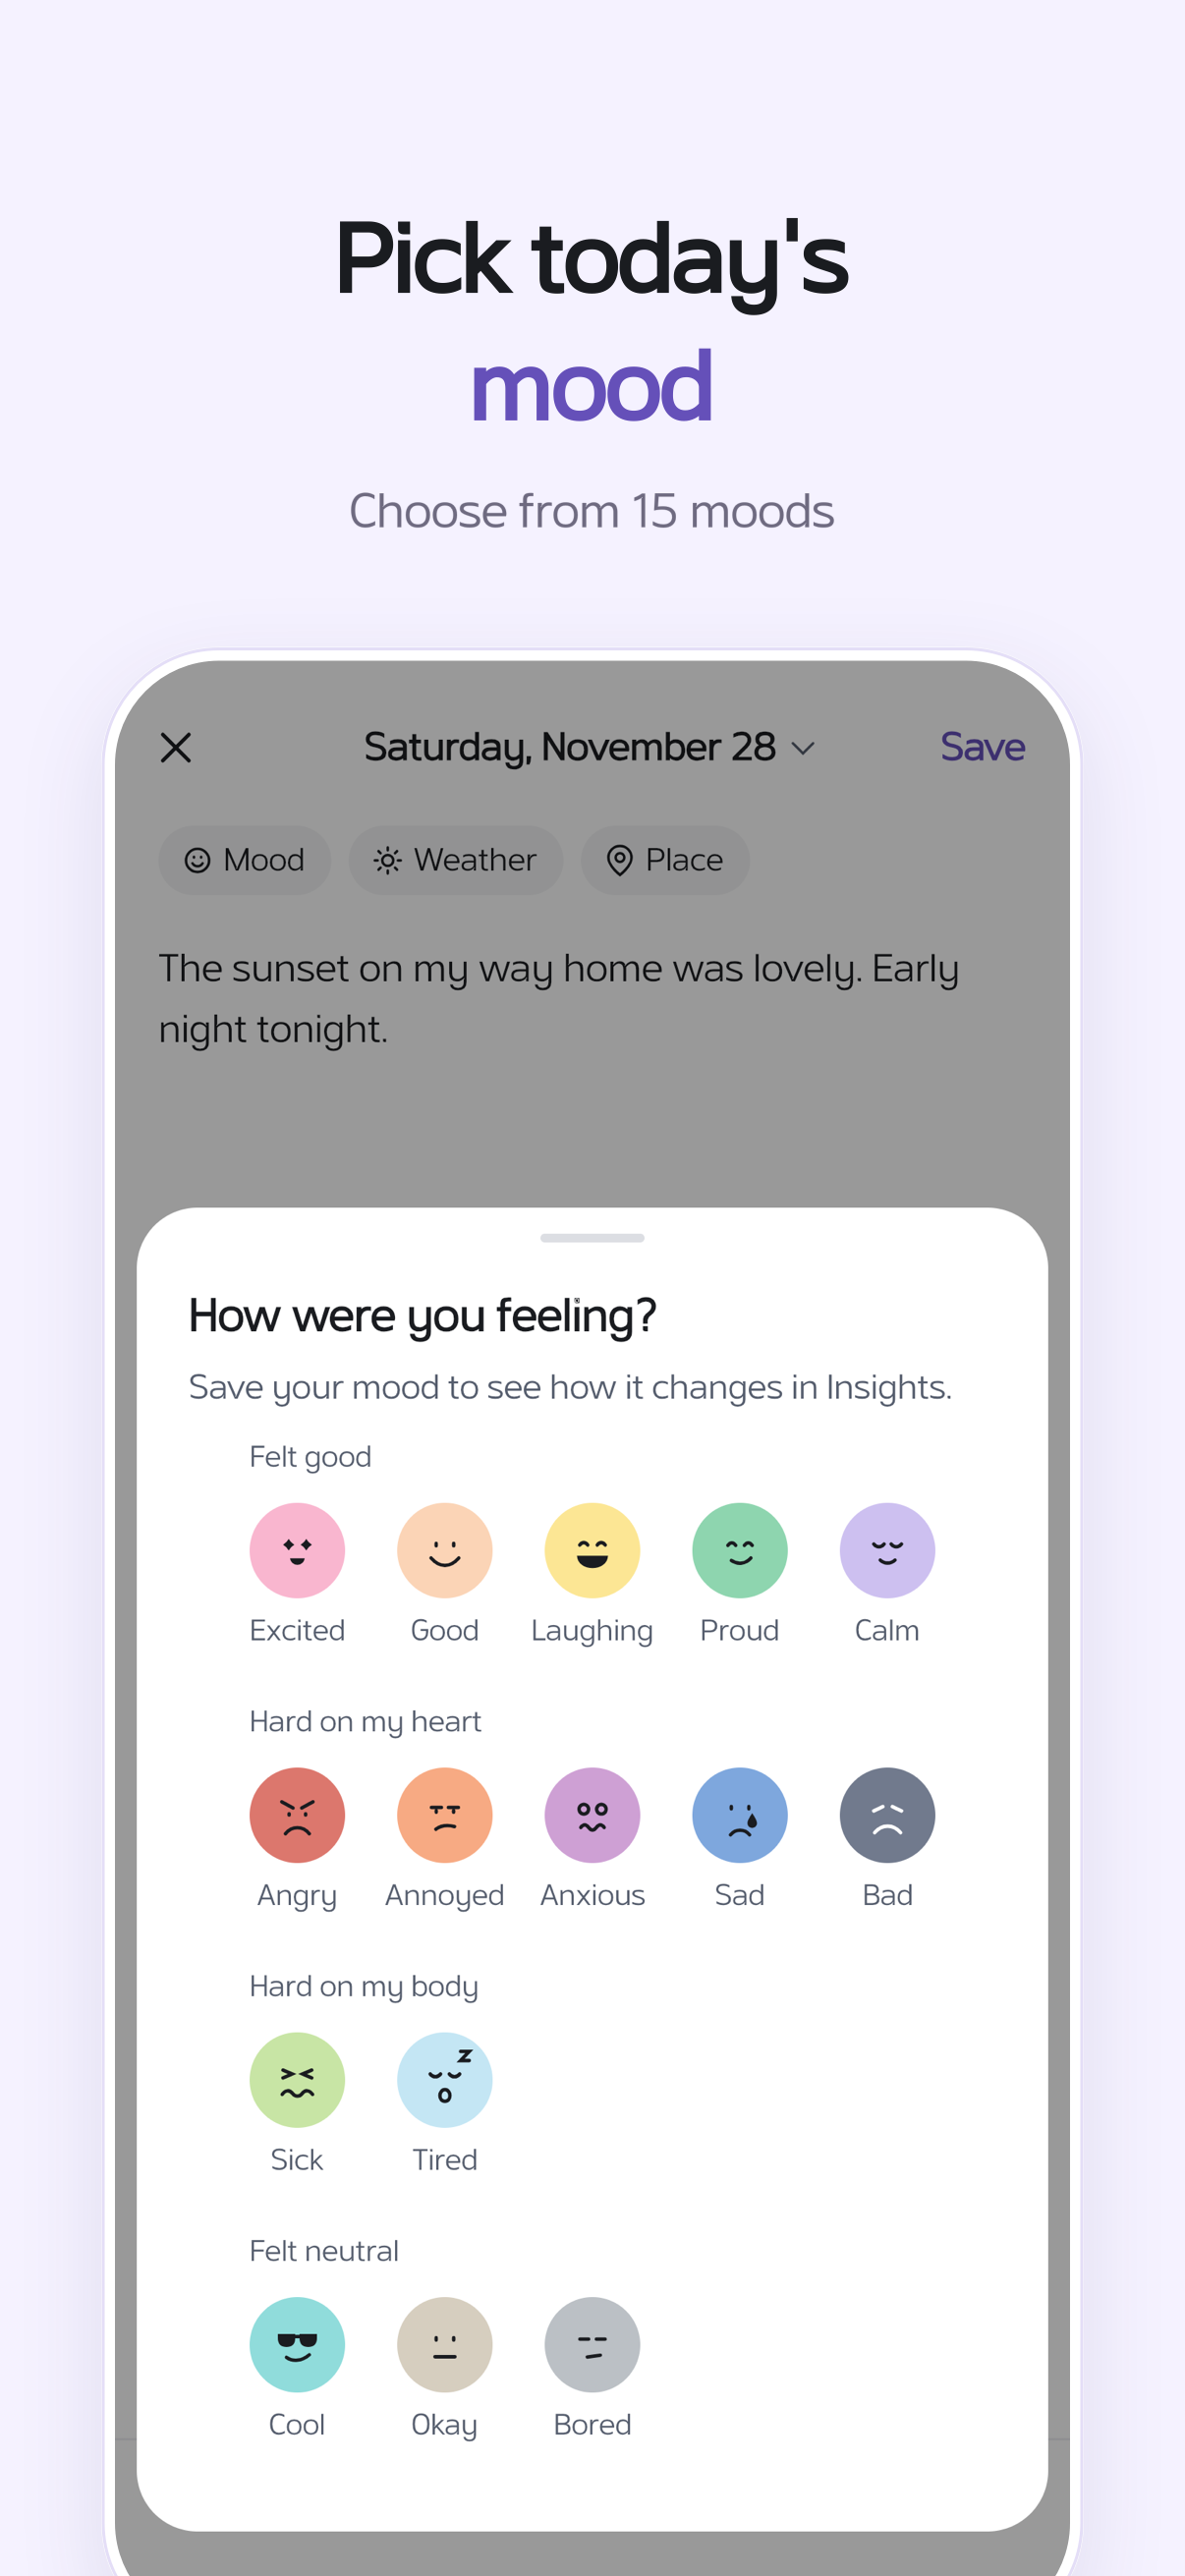 Pick today's
mood
Choose from 15 moods
Saturday, November 28
Save
Mood
Weather
Place
The sunset on my way home was lovely. Early
night tonight.
How were you feeling?
Save your mood to see how it changes in Insights.
Felt good
Excited
Good
Laughing
Proud
Calm
Hard on my heart
Angry
Annoyed
Anxious
Sad
Bad
Hard on my body
Sick
Tired
Felt neutral
Cool
Okay
Bored